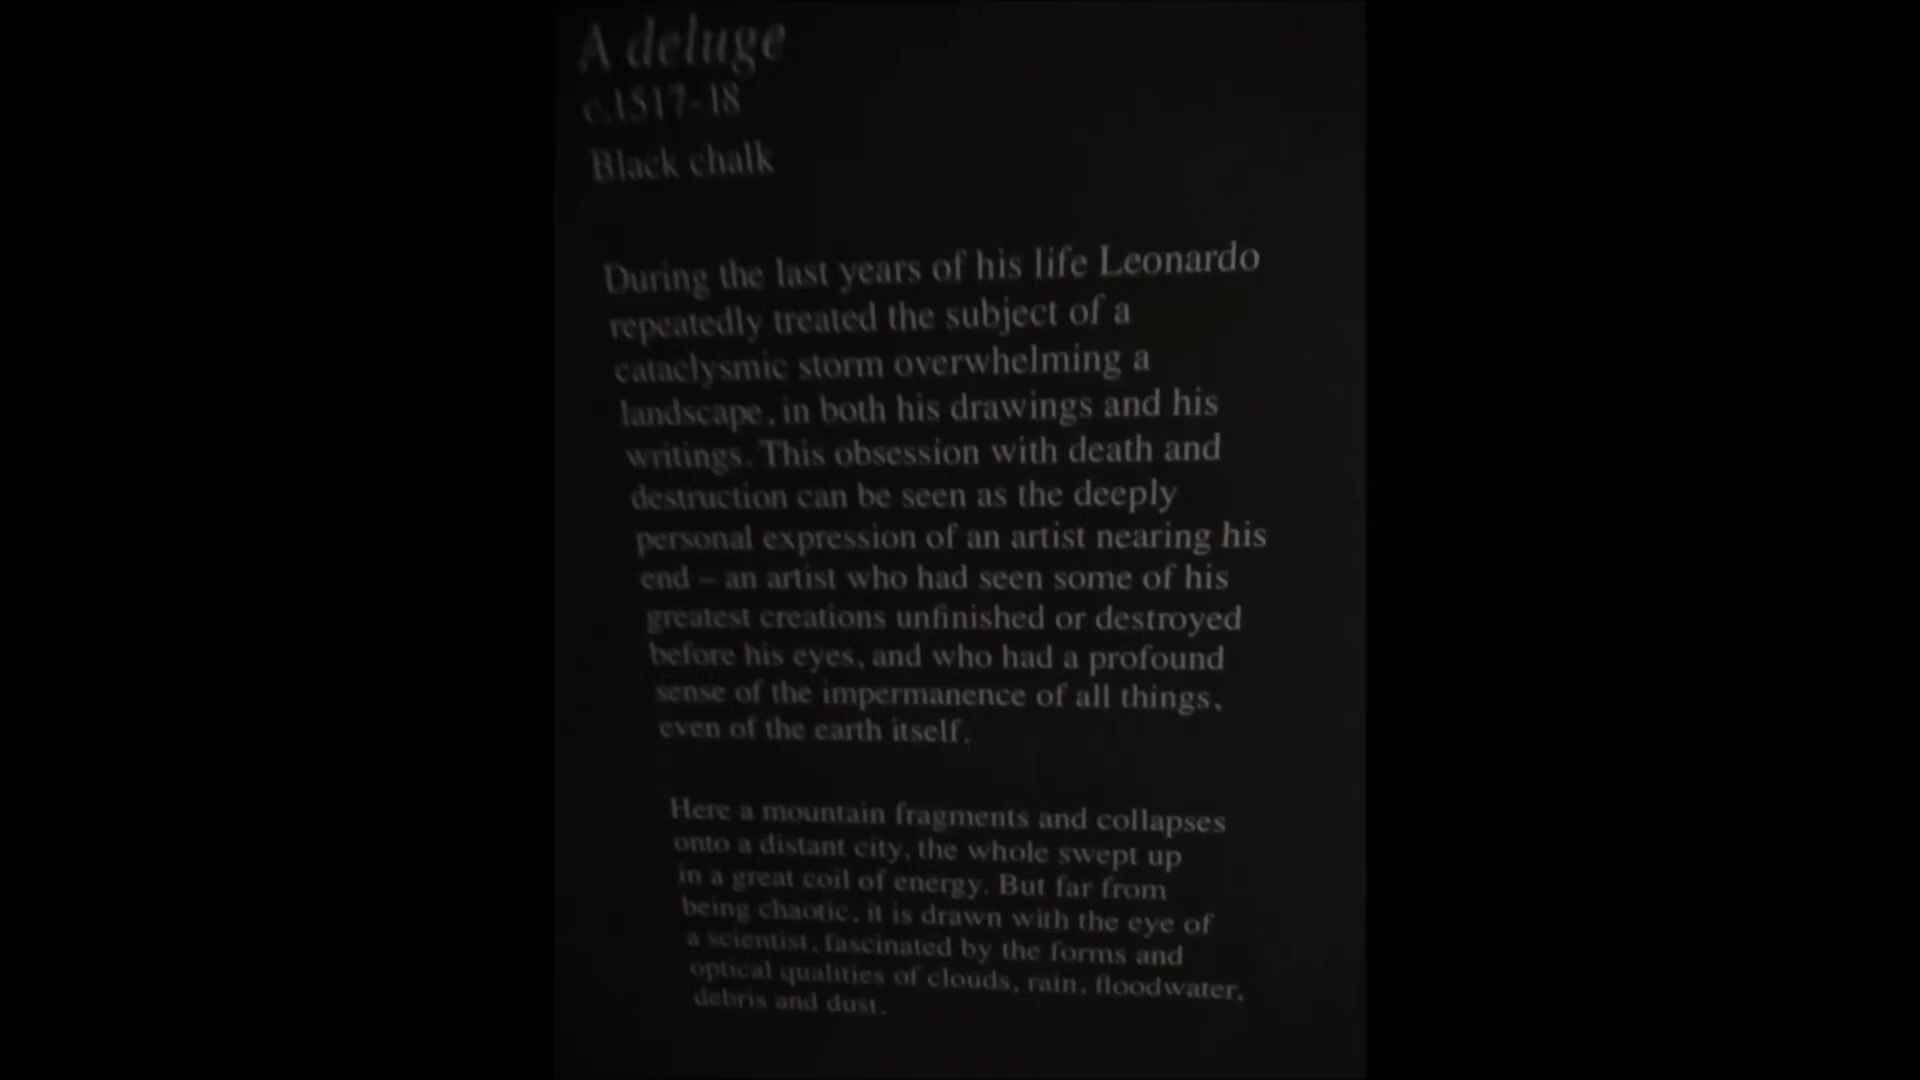 A deluge
c.1517-18
Black chalk
During the last years of his life Leonardo
repeatedly treated the subject of a
cataclysmic storm overwhelming a
landscape, in both his drawings and his
writings. This obsession with death and
destruction can be seen as the deeply
personal expression of an artist nearing his
end – an artist who had seen some of his
greatest creations unfinished or destroyed
before his eyes, and who had a profound
sense of the impermanence of all things,
even of the earth itself.
Here a mountain fragments and collapses
onto a distant city, the whole swept up
in a great coil of energy. But far from
being chaotic, it is drawn with the eye of
a scientist, fascinated by the forms and
optical qualities of clouds, rain, floodwater,
debris and dust.